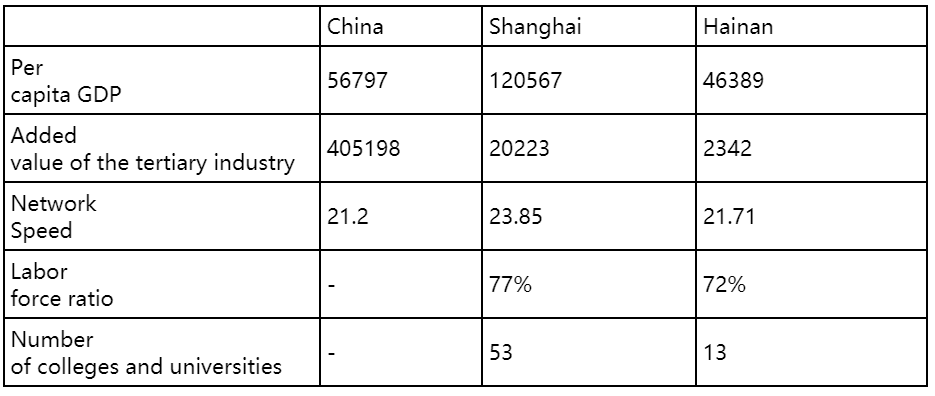 China Shanghai Hainan
Per
capita GDP 56797 120567 46389
Added
value of the tertiary industry 405198 20223 2342
Network
Speed 21.2 23.85 21.71
Labor
force ratio - 77% 72%
Number
of colleges and universities - 53 13